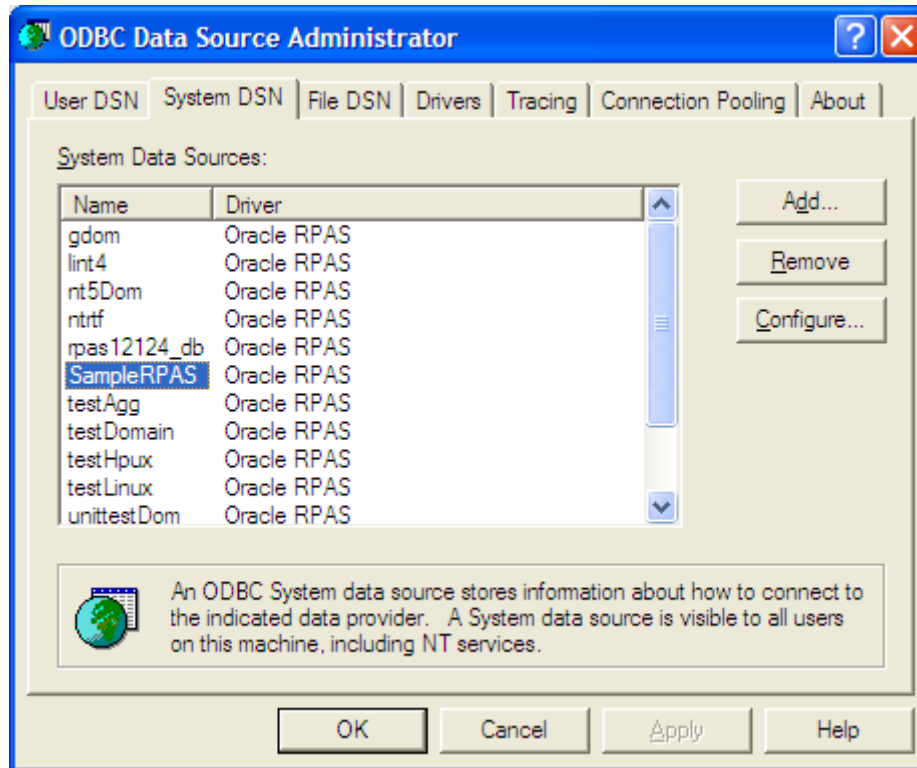 ODBC Data Source Administrator
User DSN System DSN File DSN Drivers Tracing Connection Pooling About
System Data Sources:
Name Driver
gdom Oracle RPAS
lint4 Oracle RPAS
nt5Dom Oracle RPAS
ntrtf Oracle RPAS
rpas12124_db Oracle RPAS
SampleRPAS Oracle RPAS
testAgg Oracle RPAS
testDomain Oracle RPAS
testHpux Oracle RPAS
testLinux Oracle RPAS
unittestDom Oracle RPAS
Add...
Remove
Configure...
An ODBC System data source stores information about how to connect to
the indicated data provider. A System data source is visible to all users
on this machine, including NT services.
OK Cancel Apply Help